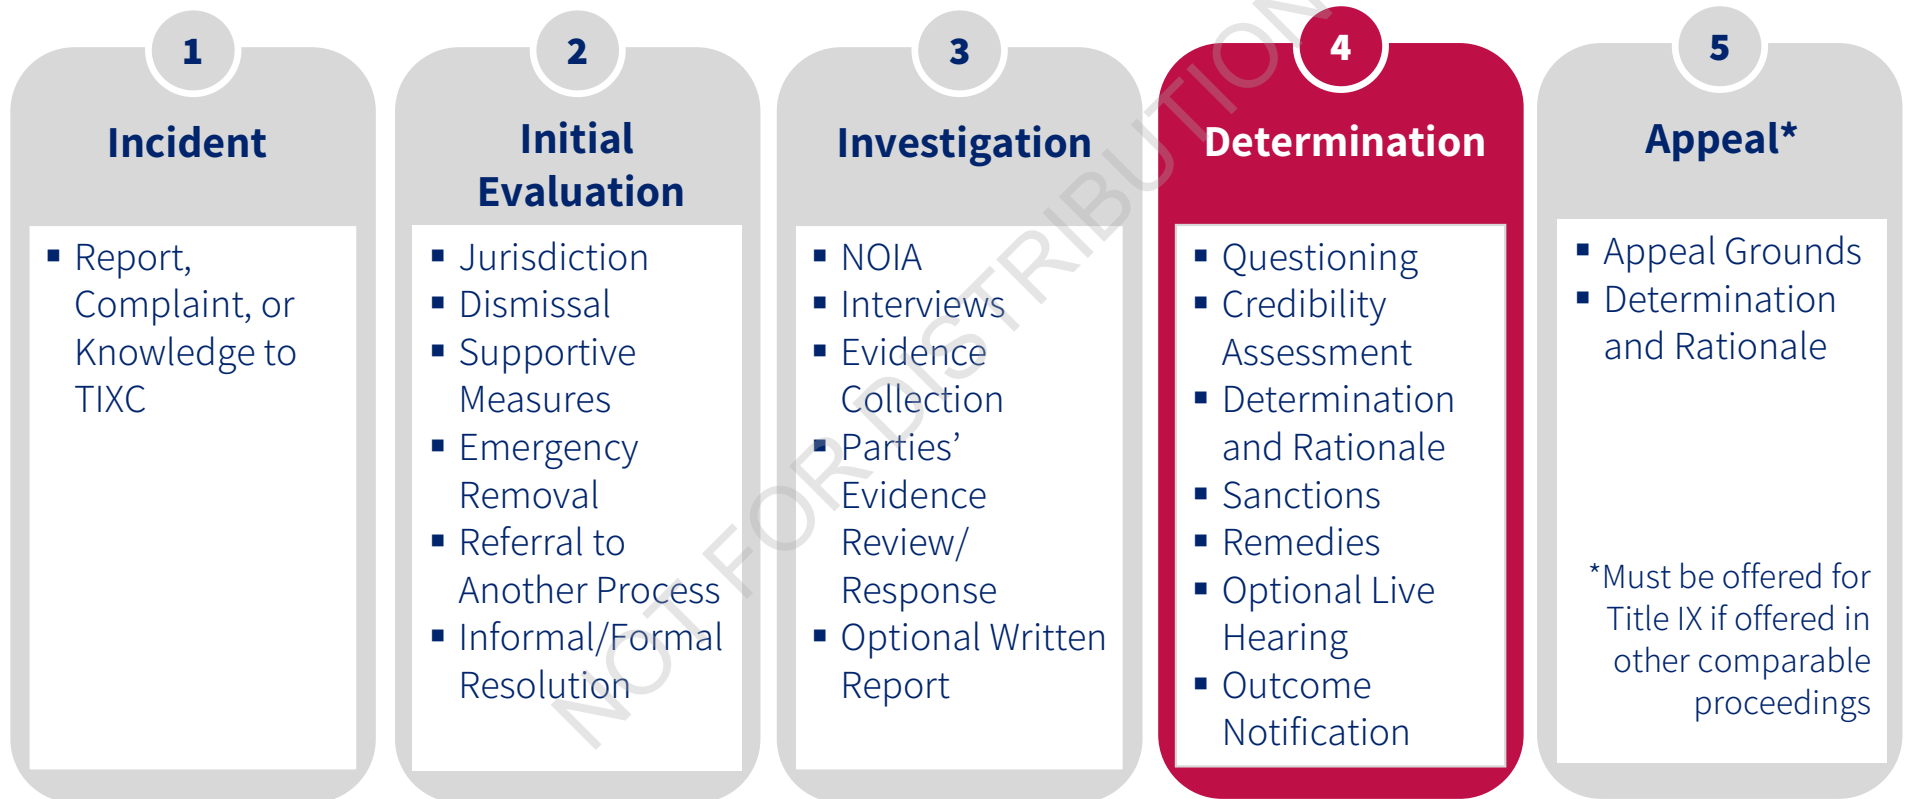 1
Incident
▪ Report,
Complaint, or
Knowledge to
TIXC
2
Initial
Evaluation
▪ Jurisdiction
▪ Dismissal
▪ Supportive
Measures
▪ Emergency
Removal
▪ Referral to
Another Process
▪ Informal/Formal
Resolution
3
Investigation
▪ NOIA
▪ Interviews
▪ Evidence
Collection
▪ Parties’
Evidence
Review/
Response
▪ Optional Written
Report
4
Determination
▪ Questioning
▪ Credibility
Assessment
▪ Determination
and Rationale
▪ Sanctions
▪ Remedies
▪ Optional Live
Hearing
▪ Outcome
Notification
5
Appeal*
▪ Appeal Grounds
▪ Determination
and Rationale
*Must be offered for
Title IX if offered in
other comparable
proceedings
NOT FOR DISTRIBUTION